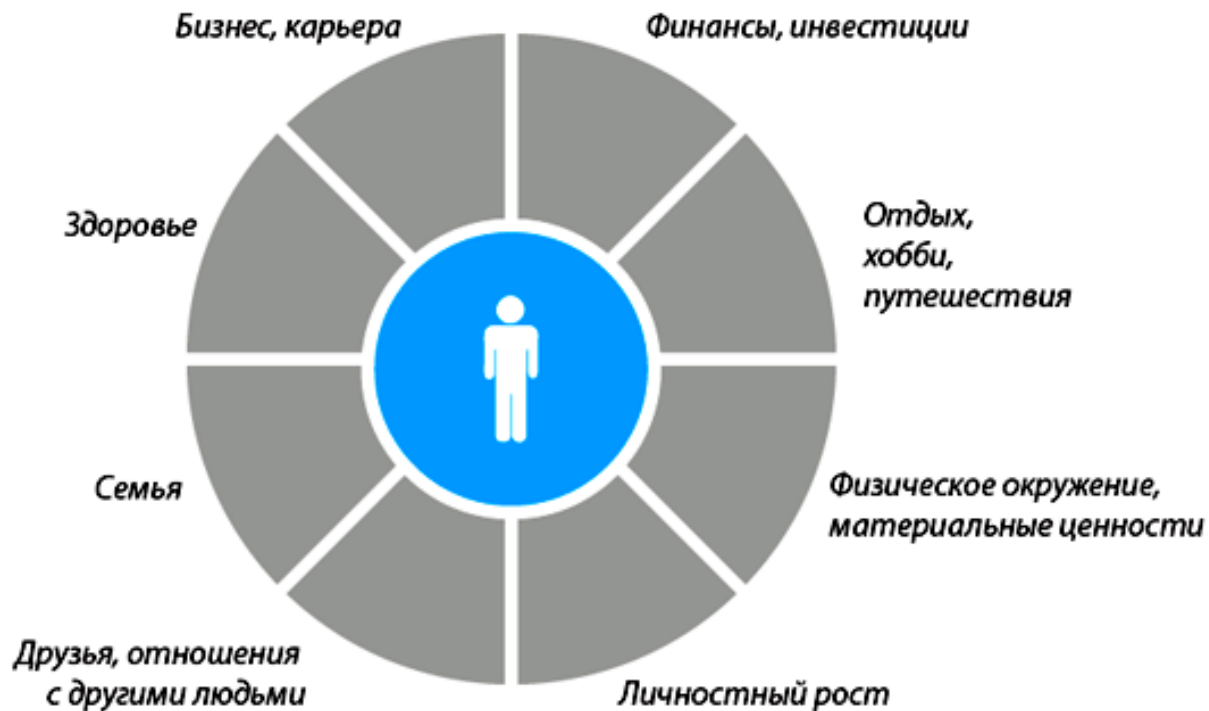 Бизнес, карьера
Финансы, инвестиции
Здоровье
Отдых,
хобби,
путешествия
Семья
Физическое окружение,
материальные ценности
Друзья, отношения
с другими людьми
Личностный рост